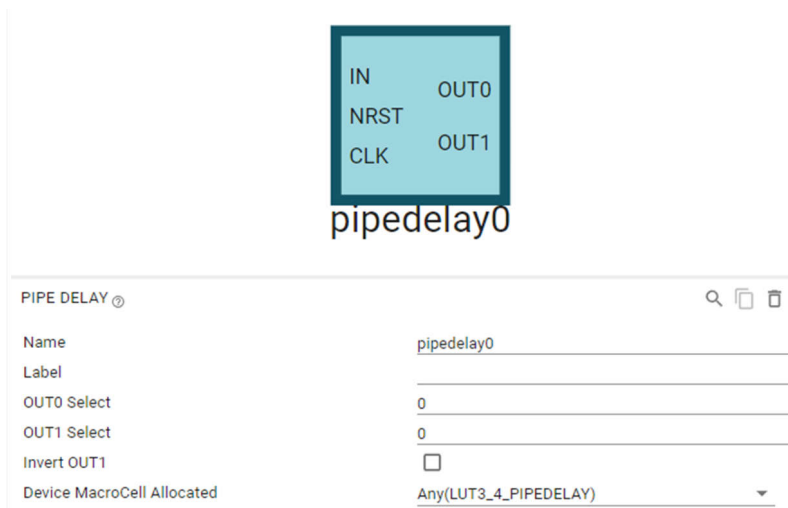 IN
NRST
CLK
OUT0
OUT1
pipedelay0
PIPE DELAY ?
Name pipedelay0
Label
OUT0 Select 0
OUT1 Select 0
Invert OUT1
Device MacroCell Allocated Any(LUT3_4_PIPEDELAY)